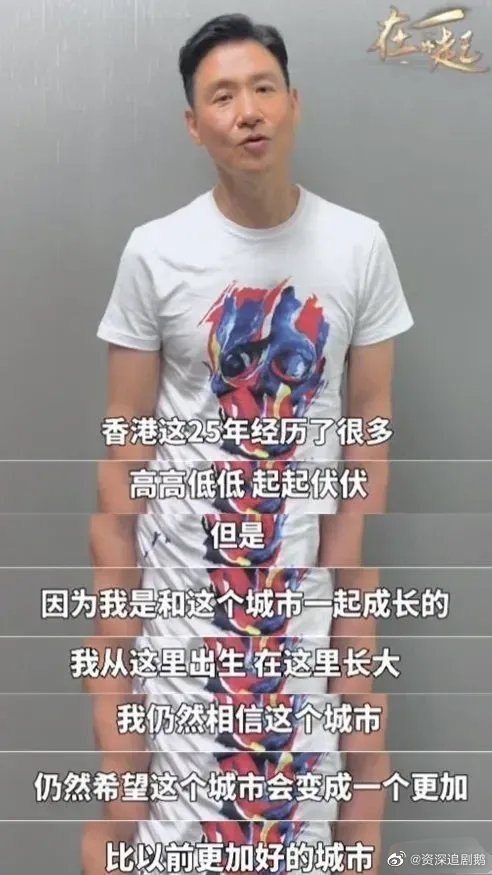 在一起
香港这25年经历了很多
高高低低 起起伏伏
但是
因为我是和这个城市一起成长的
我从这里出生 在这里长大
我仍然相信这个城市
仍然希望这个城市会变成一个更加
比以前更加好的城市
@资深追剧鹅